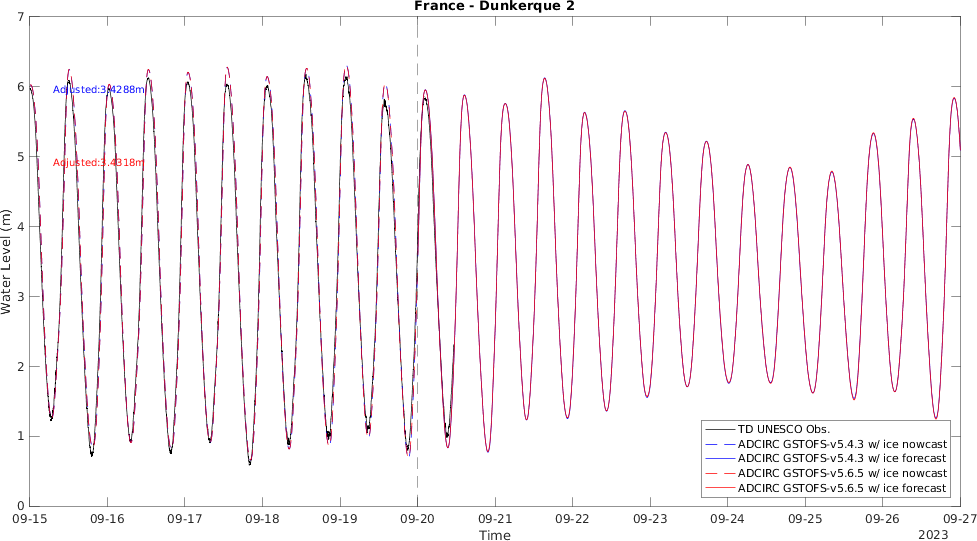 France - Dunkerque 2
7
6
5
4
3
2
1
0
Water Level (m)
Adjusted:3.4288m
Adjusted:3.4318m
TD UNESCO Obs.
ADCIRC GSTOFS-v5.4.3 w/ ice nowcast
ADCIRC GSTOFS-v5.4.3 w/ ice forecast
ADCIRC GSTOFS-v5.6.5 w/ ice nowcast
ADCIRC GSTOFS-v5.6.5 w/ ice forecast
09-15 09-16 09-17 09-18 09-19 09-20 09-21 09-22 09-23 09-24 09-25 09-26 09-27
Time
2023